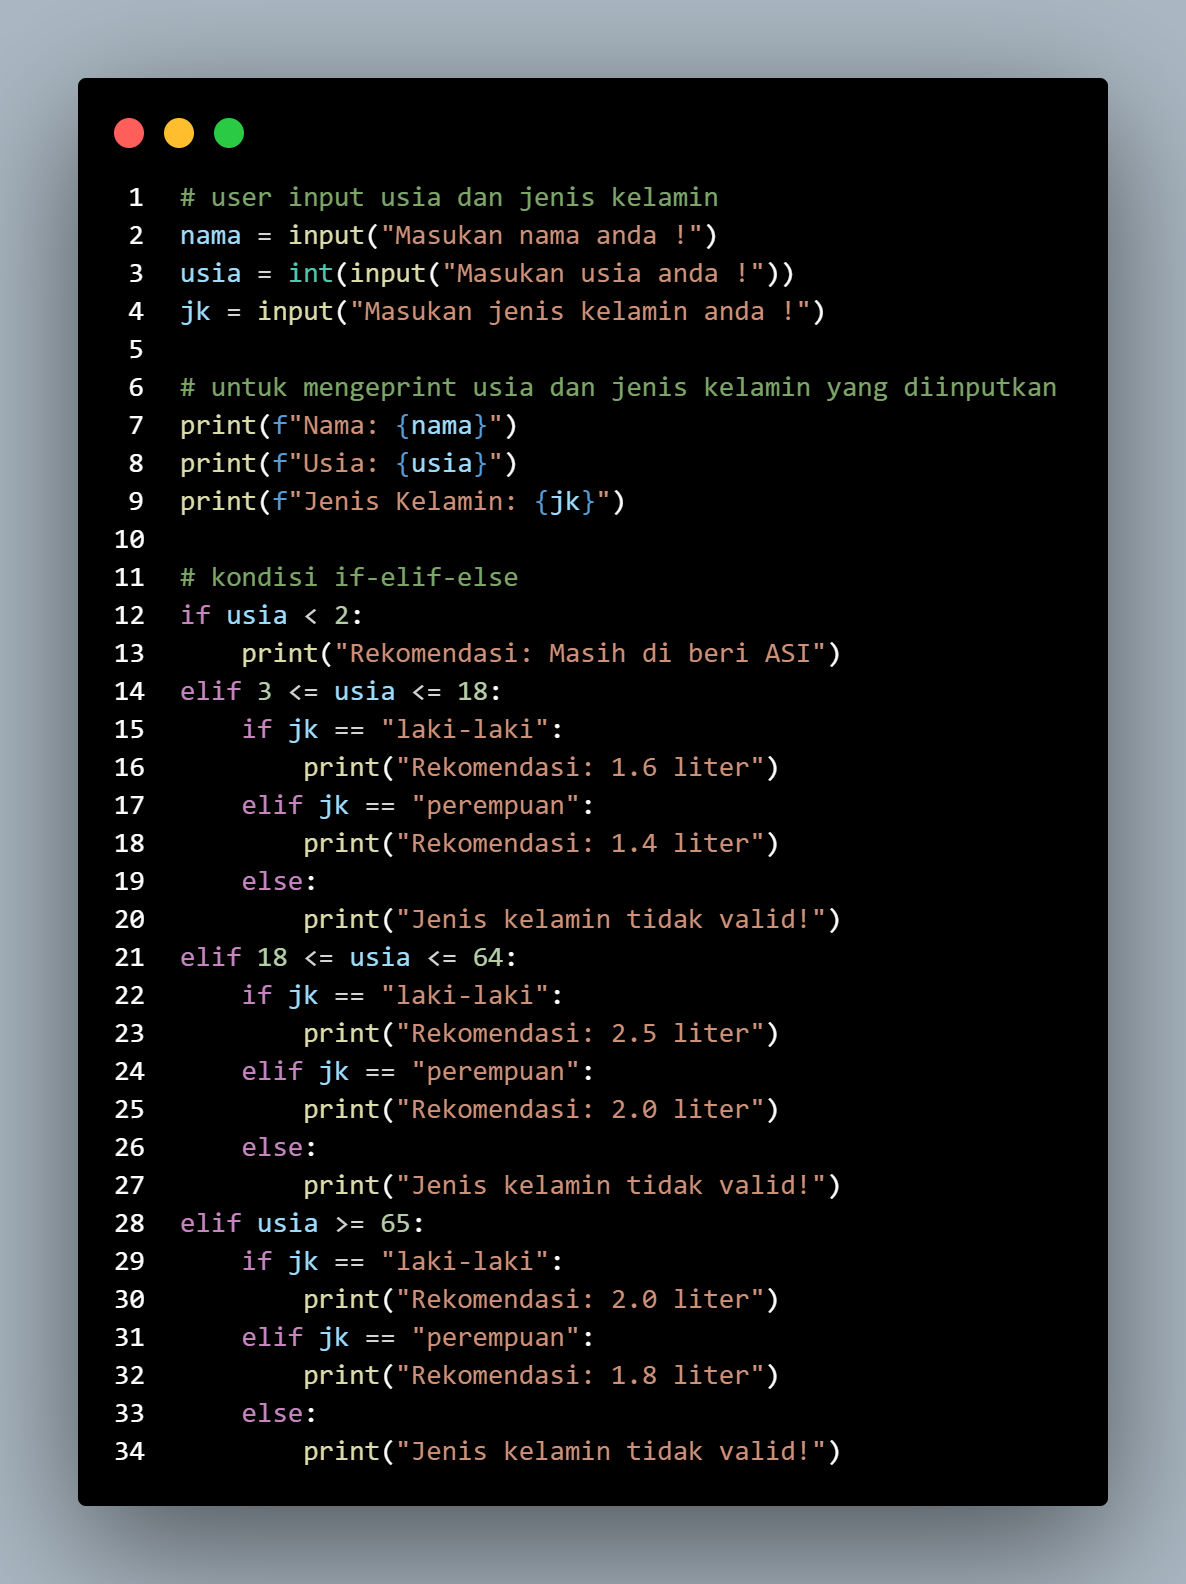 1 # user input usia dan jenis kelamin
2 nama = input("Masukan nama anda !")
3 usia = int(input("Masukan usia anda !"))
4 jk = input("Masukan jenis kelamin anda !")
5
6 # untuk mengeprint usia dan jenis kelamin yang diinputkan
7 print(f"Nama: {nama}")
8 print(f"Usia: {usia}")
9 print(f"Jenis Kelamin: {jk}")
10
11 # kondisi if-elif-else
12 if usia < 2:
13     print("Rekomendasi: Masih di beri ASI")
14 elif 3 <= usia <= 18:
15     if jk == "laki-laki":
16         print("Rekomendasi: 1.6 liter")
17     elif jk == "perempuan":
18         print("Rekomendasi: 1.4 liter")
19     else:
20         print("Jenis kelamin tidak valid!")
21 elif 18 <= usia <= 64:
22     if jk == "laki-laki":
23         print("Rekomendasi: 2.5 liter")
24     elif jk == "perempuan":
25         print("Rekomendasi: 2.0 liter")
26     else:
27         print("Jenis kelamin tidak valid!")
28 elif usia >= 65:
29     if jk == "laki-laki":
30         print("Rekomendasi: 2.0 liter")
31     elif jk == "perempuan":
32         print("Rekomendasi: 1.8 liter")
33     else:
34         print("Jenis kelamin tidak valid!")